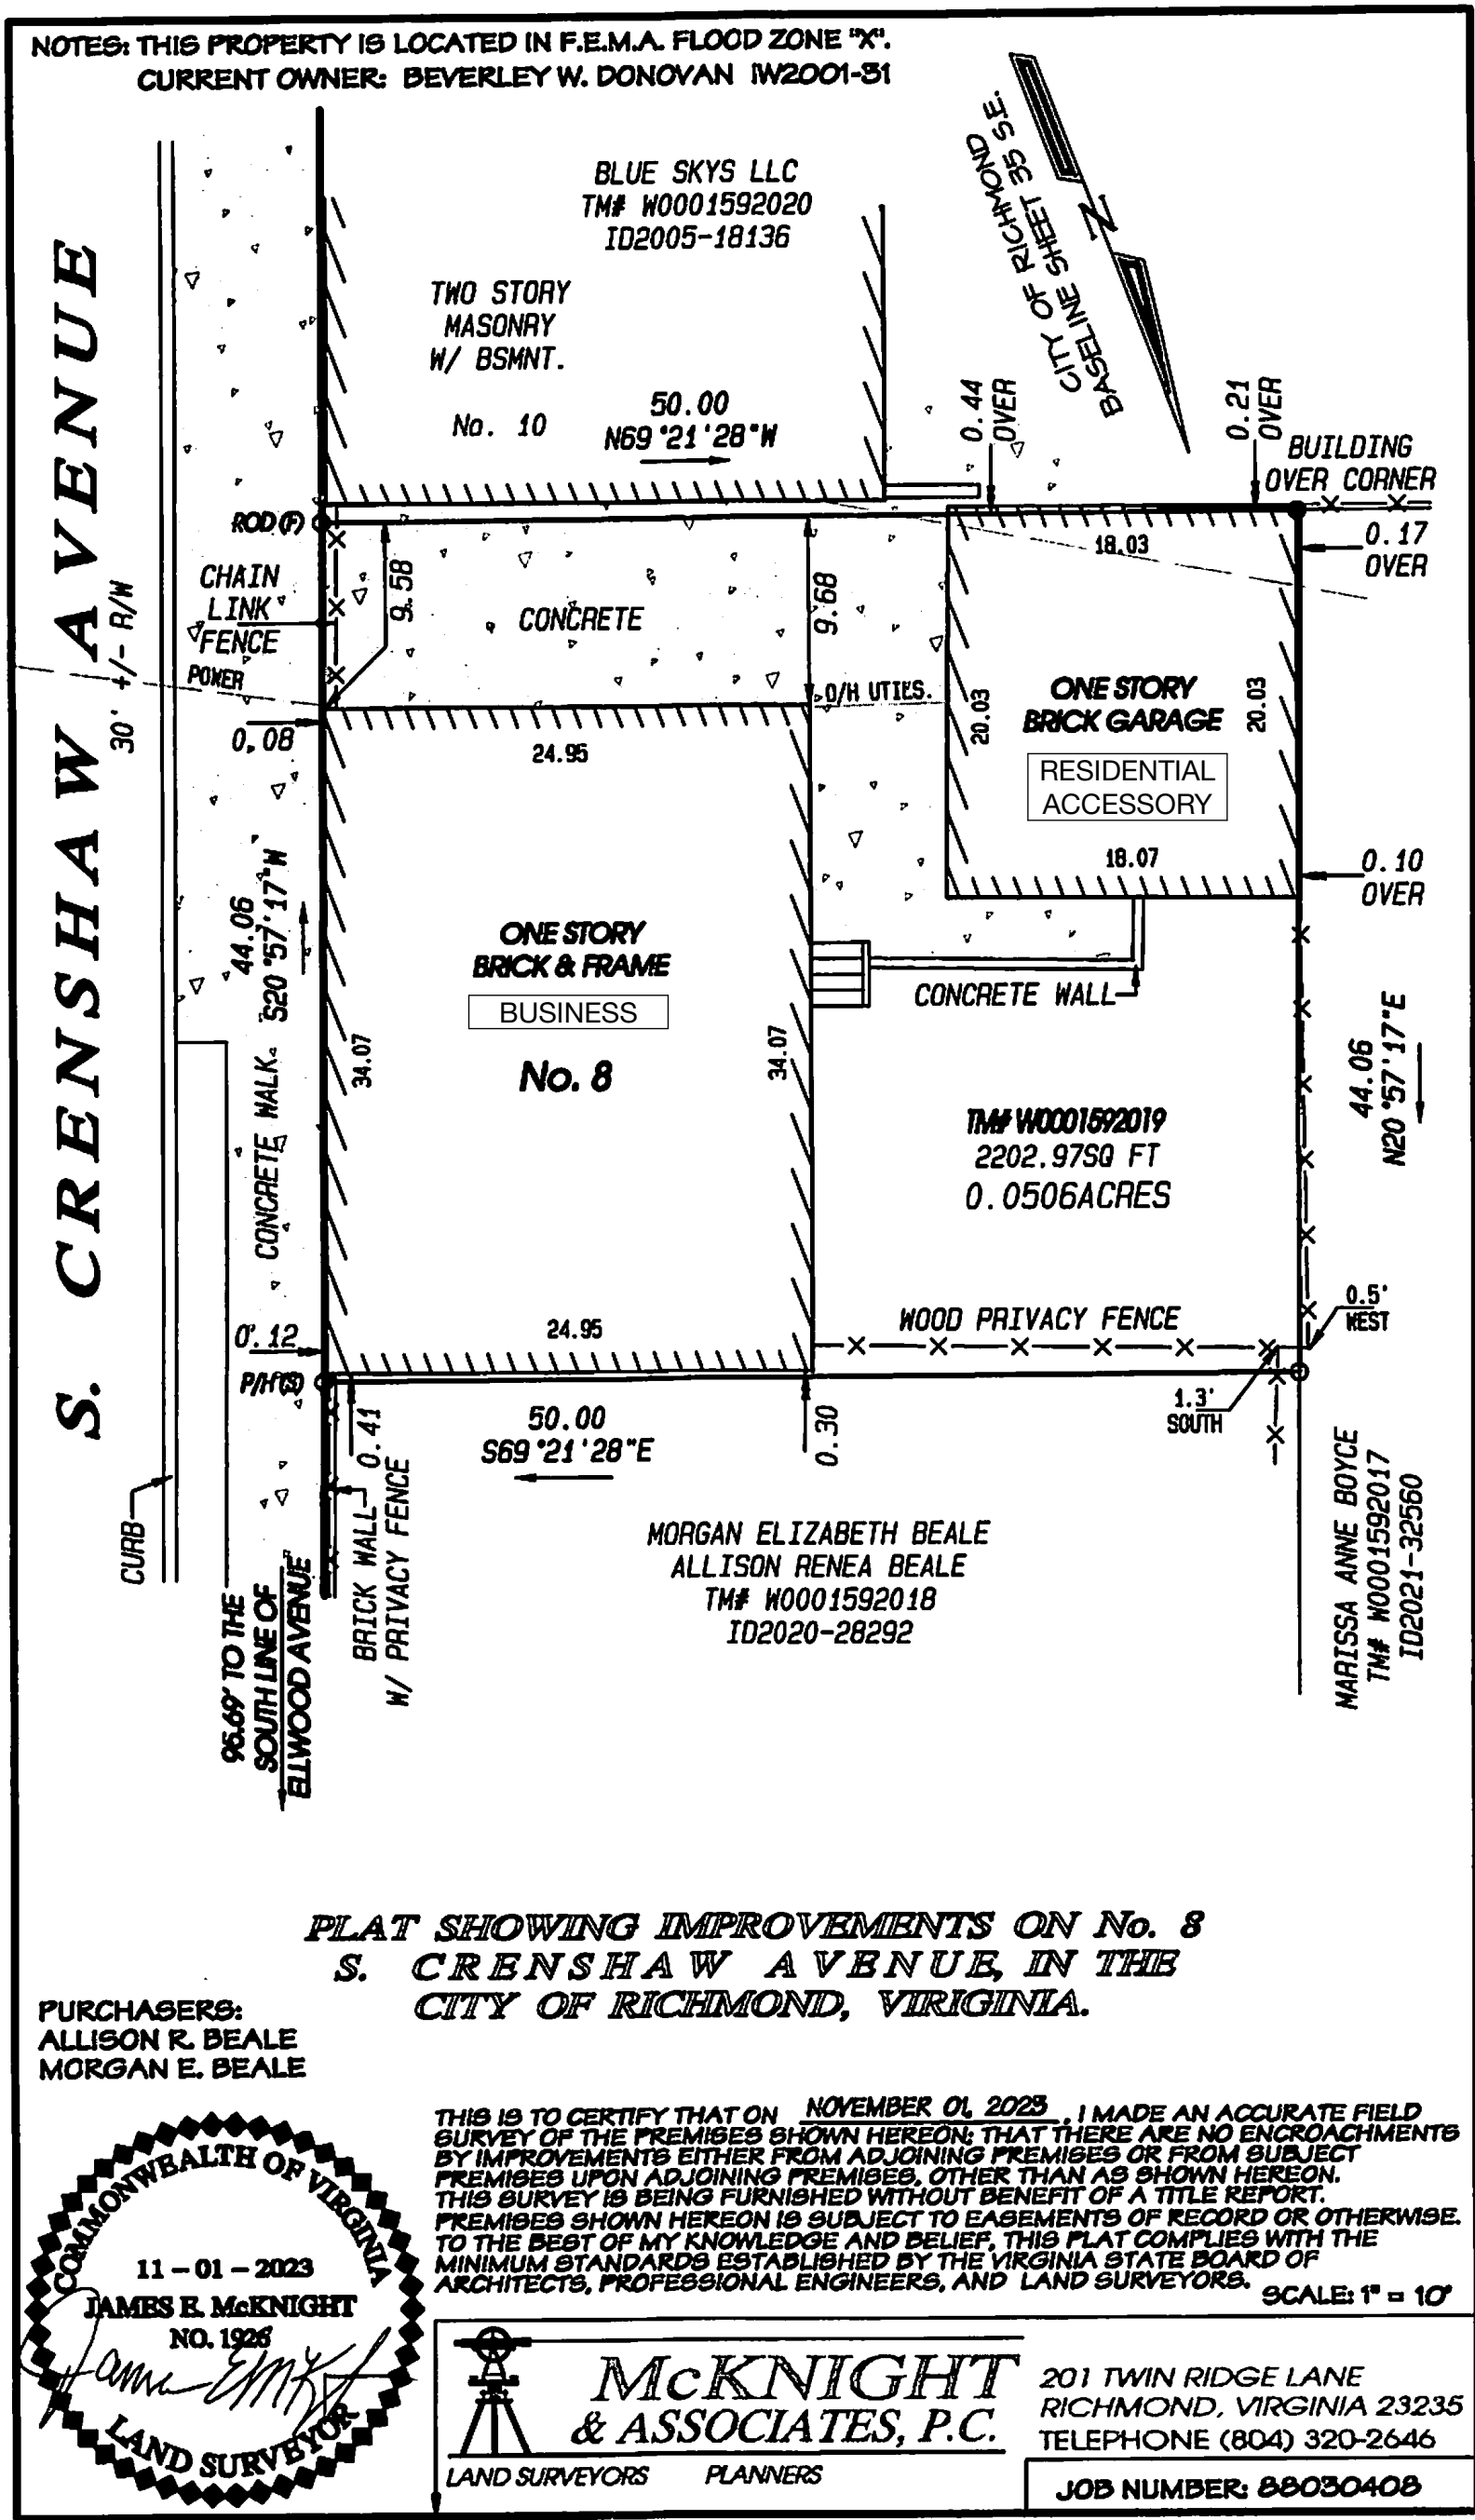 NOTES: THIS PROPERTY IS LOCATED IN F.E.M.A. FLOOD ZONE "X".
CURRENT OWNER: BEVERLEY W. DONOVAN IW2001-31
S. CRENSHAW AVENUE
30' +/- R/W
BLUE SKYS LLC
TM# W0001592020
ID2005-18136
CITY OF RICHMOND
BASELINE SHEET 35 S.E.
N
TWO STORY
MASONRY
W/ BSMNT.
No. 10
50.00
N69°21'28"W
0.44
OVER
0.21
OVER
BUILDING
OVER CORNER
ROD(F)
18.03
0.17
OVER
CHAIN
LINK
FENCE
POWER
9.58
CONCRETE
9.68
O/H UTIES.
20.03
ONE STORY
BRICK GARAGE
20.03
RESIDENTIAL
ACCESSORY
0.08
24.95
18.07
0.10
OVER
44.06
S20°57'17"W
ONE STORY
BRICK & FRAME
BUSINESS
No. 8
34.07
34.07
CONCRETE WALL
CONCRETE WALK
44.06
N20°57'17"E
TM# W0001592019
2202.97SQ FT
0.0506ACRES
0.12
24.95
WOOD PRIVACY FENCE
0.5'
WEST
P/H(S)
0.41
50.00
S69°21'28"E
0.30
1.3'
SOUTH
CURB
BRICK WALL
W/ PRIVACY FENCE
MORGAN ELIZABETH BEALE
ALLISON RENEA BEALE
TM# W0001592018
ID2020-28292
MARISSA ANNE BOYCE
TM# W0001592017
ID2021-32560
95.69' TO THE
SOUTH LINE OF
ELLWOOD AVENUE
PLAT SHOWING IMPROVEMENTS ON No. 8
S. CRENSHAW AVENUE, IN THE
CITY OF RICHMOND, VIRIGINIA.
PURCHASERS:
ALLISON R. BEALE
MORGAN E. BEALE
THIS IS TO CERTIFY THAT ON NOVEMBER 01, 2023, I MADE AN ACCURATE FIELD
SURVEY OF THE PREMISES SHOWN HEREON; THAT THERE ARE NO ENCROACHMENTS
BY IMPROVEMENTS EITHER FROM ADJOINING PREMISES OR FROM SUBJECT
PREMISES UPON ADJOINING PREMISES, OTHER THAN AS SHOWN HEREON.
THIS SURVEY IS BEING FURNISHED WITHOUT BENEFIT OF A TITLE REPORT.
PREMISES SHOWN HEREON IS SUBJECT TO EASEMENTS OF RECORD OR OTHERWISE.
TO THE BEST OF MY KNOWLEDGE AND BELIEF, THIS PLAT COMPLIES WITH THE
MINIMUM STANDARDS ESTABLISHED BY THE VIRGINIA STATE BOARD OF
ARCHITECTS, PROFESSIONAL ENGINEERS, AND LAND SURVEYORS.
SCALE: 1" = 10'
COMMONWEALTH OF VIRGINIA
11 - 01 - 2023
JAMES E. McKNIGHT
NO. 1926
LAND SURVEYOR
McKNIGHT
& ASSOCIATES, P.C.
LAND SURVEYORS PLANNERS
201 TWIN RIDGE LANE
RICHMOND, VIRGINIA 23235
TELEPHONE (804) 320-2646
JOB NUMBER: 88030408